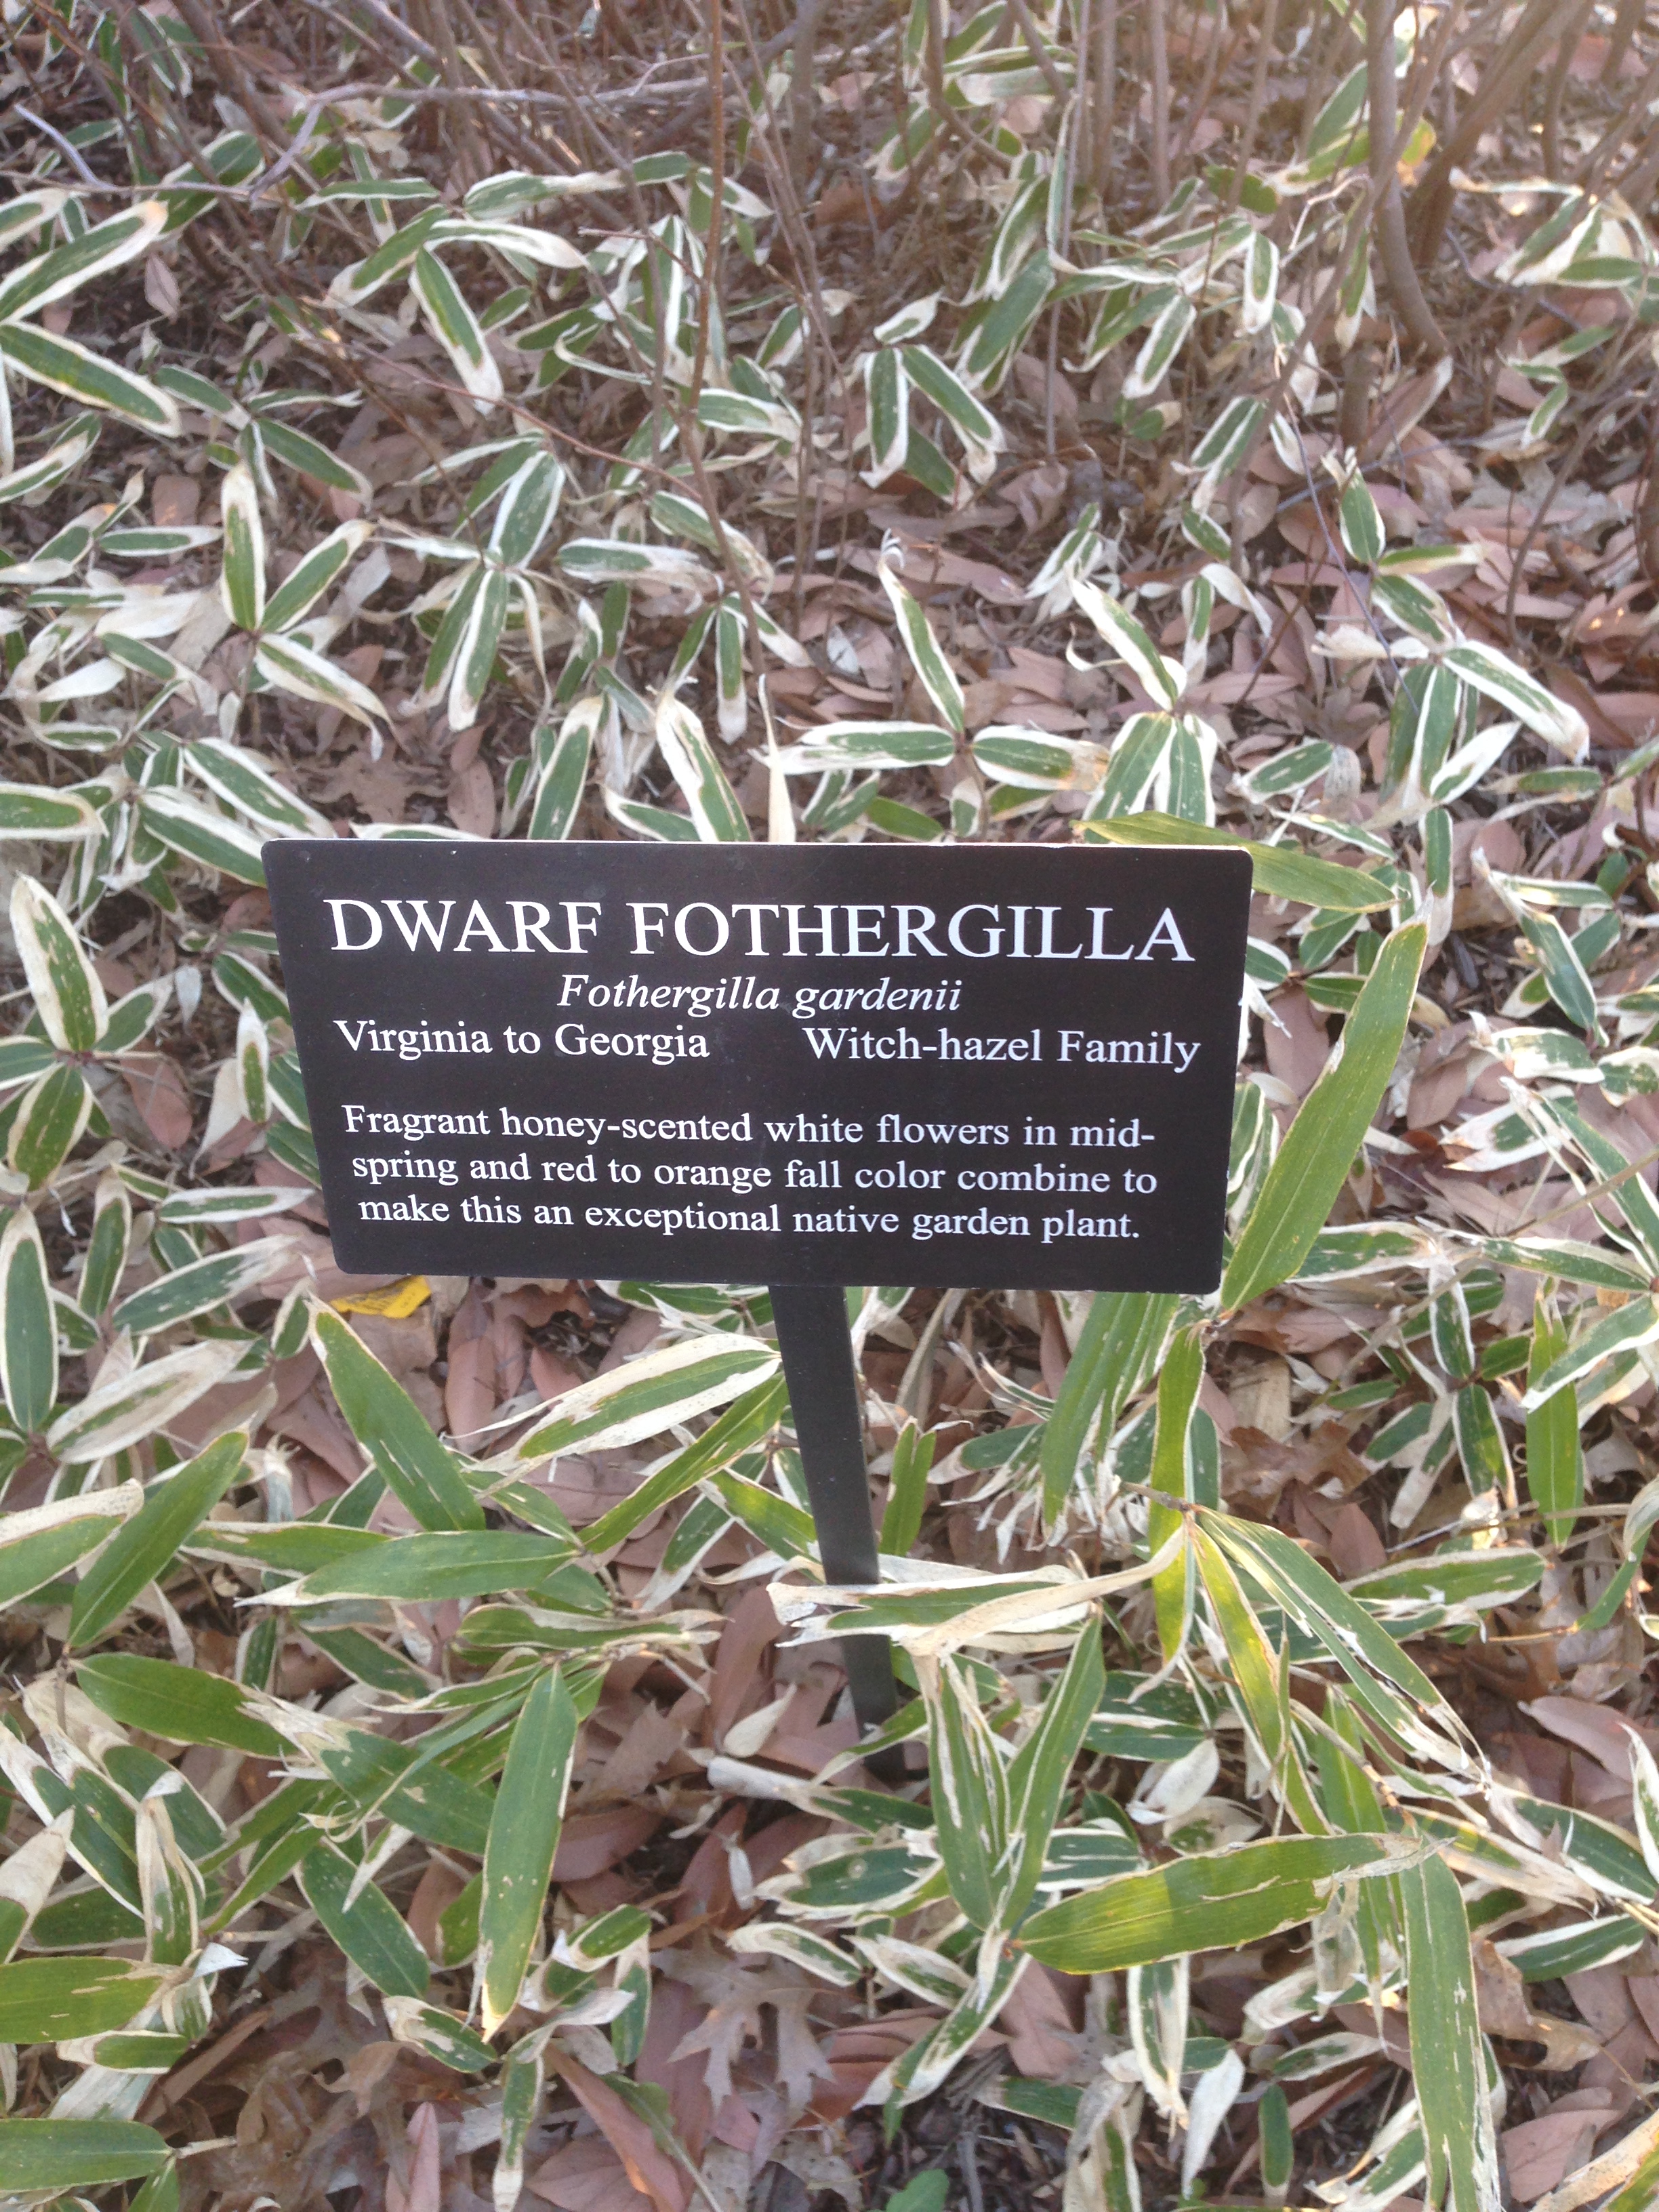 DWARF FOTHERGILLA
Fothergilla gardenii
Virginia to Georgia Witch-hazel Family
Fragrant honey-scented white flowers in mid-
spring and red to orange fall color combine to
make this an exceptional native garden plant.